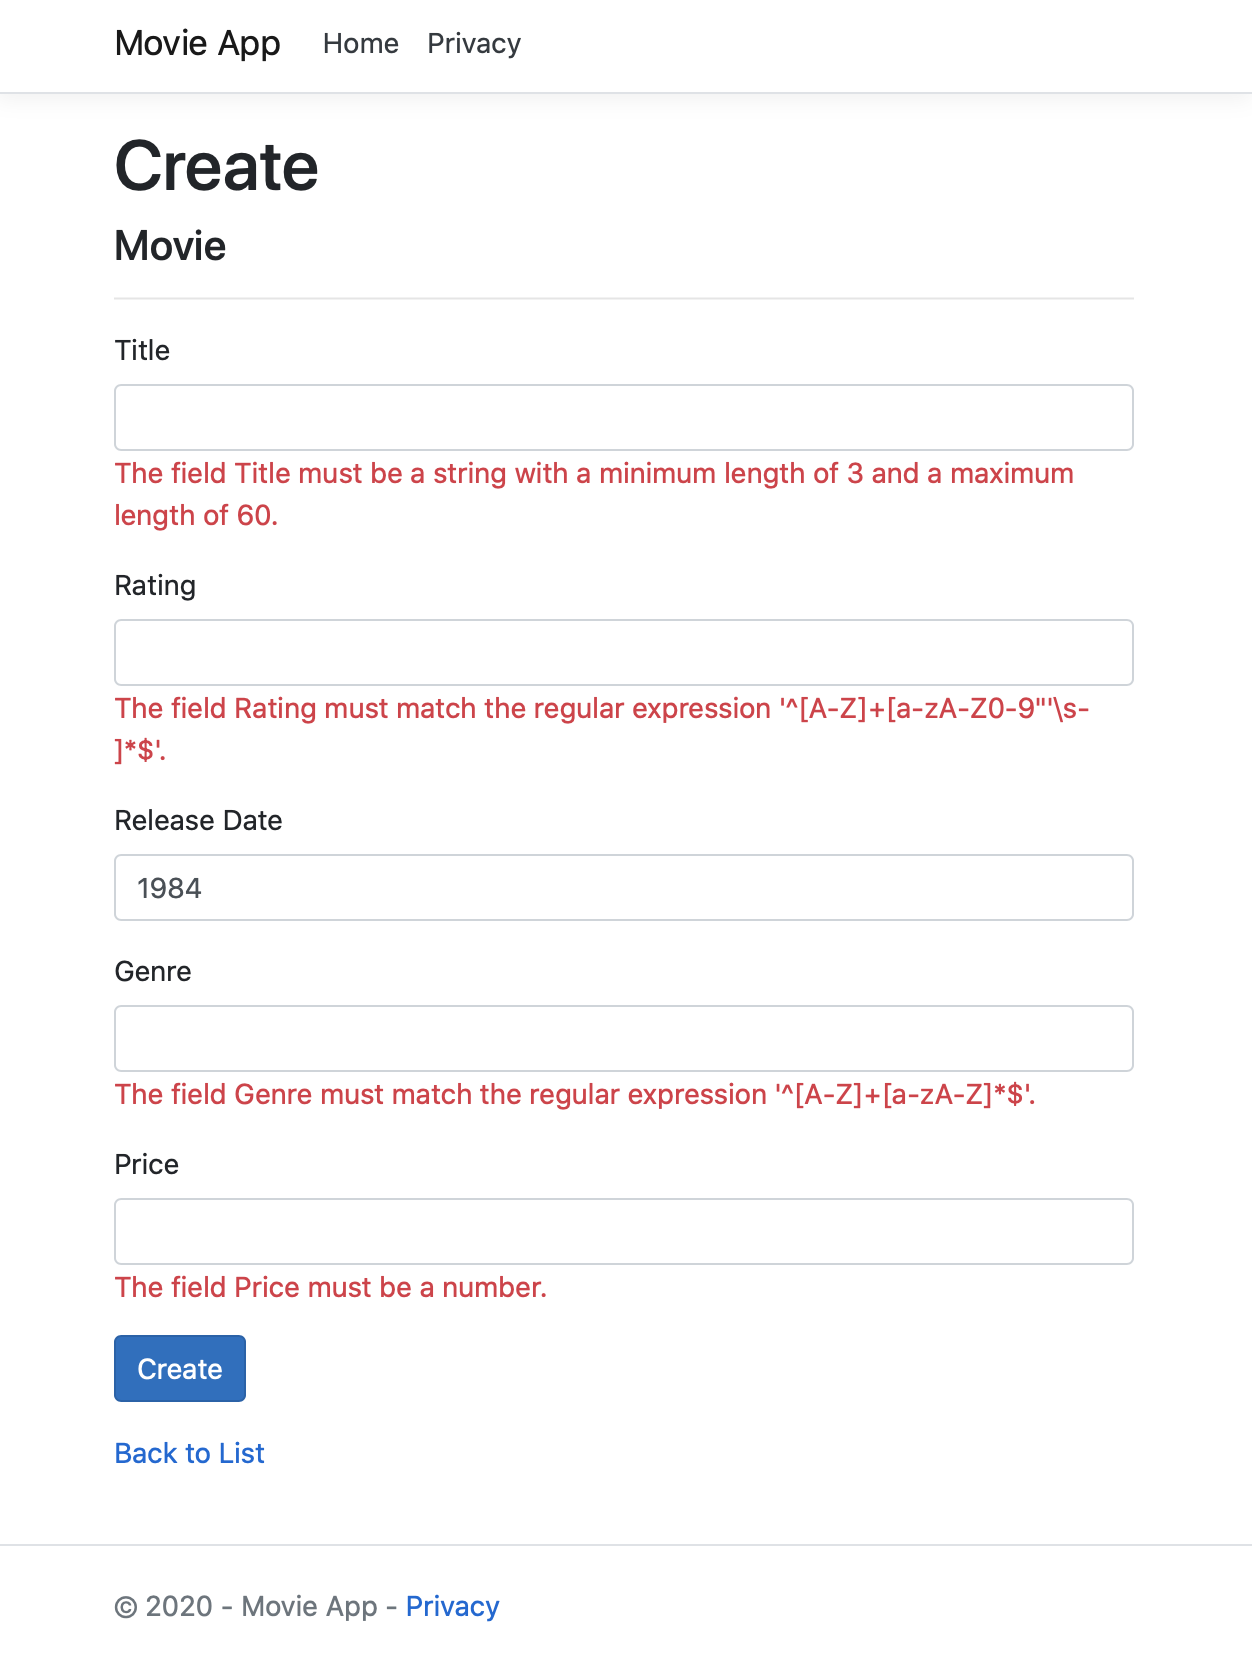 Movie App Home Privacy
Create
Movie
Title
The field Title must be a string with a minimum length of 3 and a maximum
length of 60.
Rating
The field Rating must match the regular expression '^[A-Z]+[a-zA-Z0-9"'\s-
]*$'.
Release Date
1984
Genre
The field Genre must match the regular expression '^[A-Z]+[a-zA-Z]*$'.
Price
The field Price must be a number.
Create
Back to List
© 2020 - Movie App - Privacy